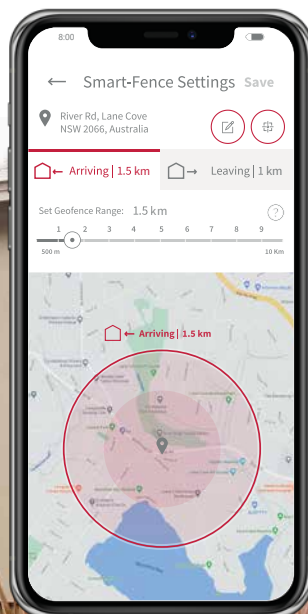 8:00
← Smart-Fence Settings Save
River Rd, Lane Cove
NSW 2066, Australia
← Arriving | 1.5 km
→ Leaving | 1 km
Set Geofence Range: 1.5 km ?
1 2 3 4 5 6 7 8 9
500 m 10 Km
← Arriving | 1.5 km